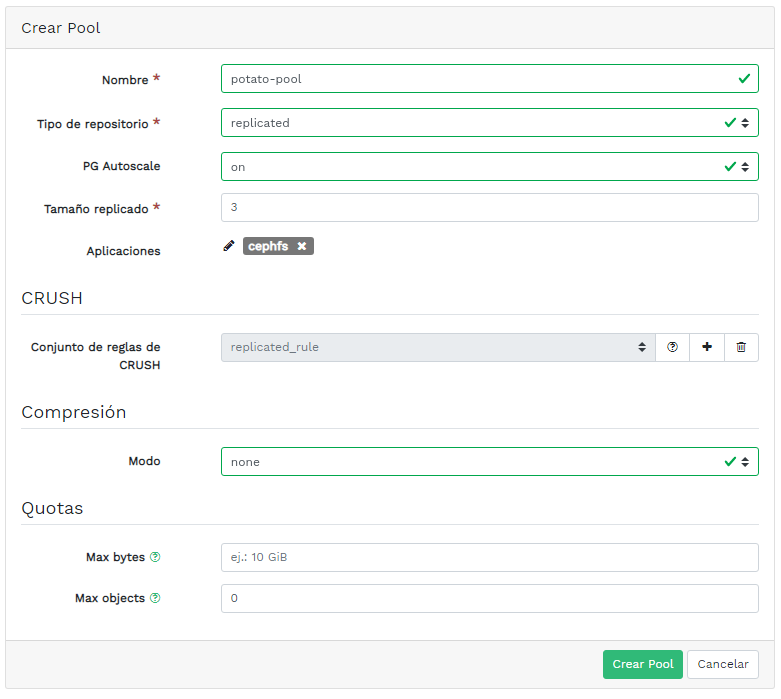 Crear Pool
Nombre *
potato-pool
Tipo de repositorio *
replicated
PG Autoscale
on
Tamaño replicado *
3
Aplicaciones
cephfs
CRUSH
Conjunto de reglas de
CRUSH
replicated_rule
Compresión
Modo
none
Quotas
Max bytes
ej.: 10 GiB
Max objects
0
Crear Pool
Cancelar